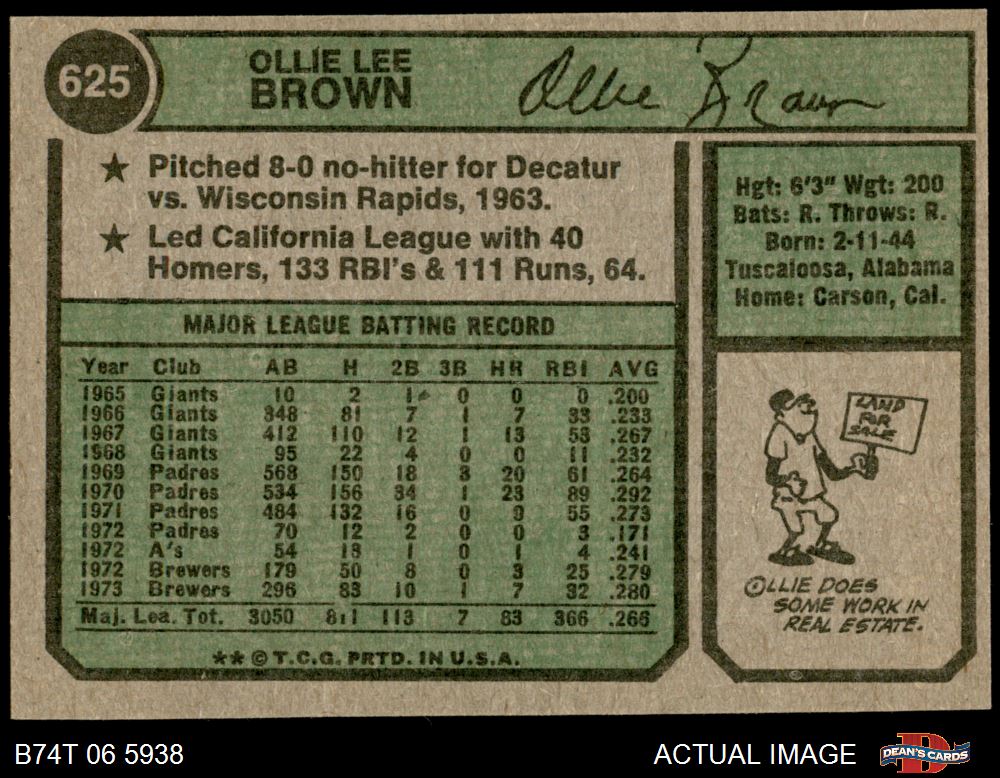 625
OLLIE LEE
BROWN
Ollie Brown
★ Pitched 8-0 no-hitter for Decatur
vs. Wisconsin Rapids, 1963.
★ Led California League with 40
Homers, 133 RBI's & 111 Runs, 64.
Hgt: 6'3" Wgt: 200
Bats: R. Throws: R.
Born: 2-11-44
Tuscaloosa, Alabama
Home: Carson, Cal.
MAJOR LEAGUE BATTING RECORD
Year Club AB H 2B 3B HR RBI AVG
1965 Giants 10 2 1 0 0 0 .200
1966 Giants 348 81 7 1 7 33 .233
1967 Giants 412 110 12 1 13 53 .267
1968 Giants 95 22 4 0 0 11 .232
1969 Padres 568 150 18 3 20 61 .264
1970 Padres 534 156 34 1 23 89 .292
1971 Padres 484 132 16 0 9 55 .273
1972 Padres 70 12 2 0 0 3 .171
1972 A's 54 13 1 0 1 4 .241
1972 Brewers 179 50 8 0 3 25 .279
1973 Brewers 296 83 10 1 7 32 .280
Maj. Lea. Tot. 3050 811 113 7 83 366 .266
** © T.C.G. PRTD. IN U.S.A.
LAND
FOR
SALE
OLLIE DOES
SOME WORK IN
REAL ESTATE.
B74T 06 5938
ACTUAL IMAGE
DEAN'S CARDS